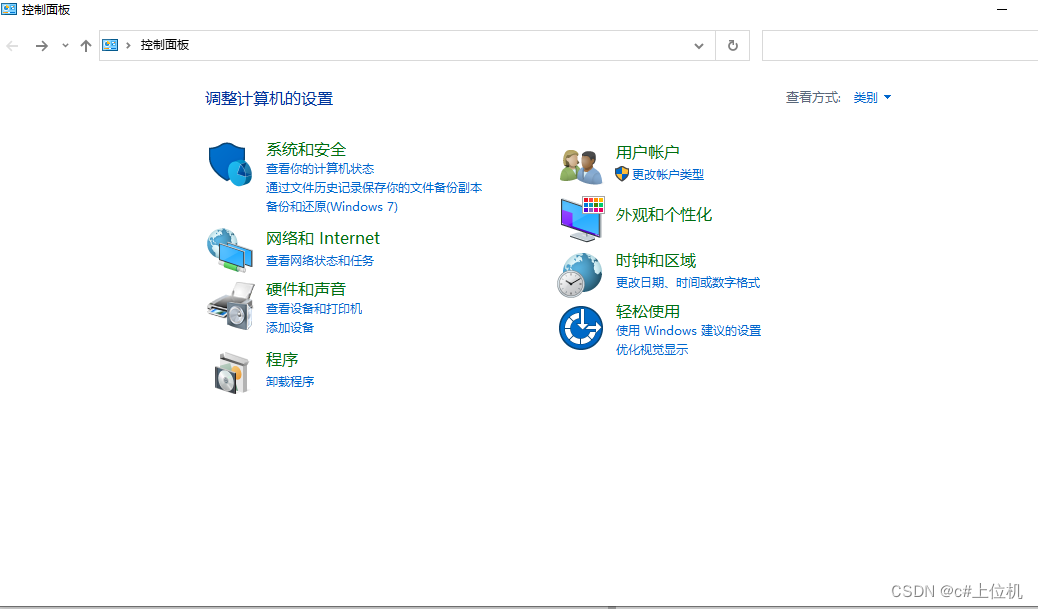 控制面板
控制面板
调整计算机的设置
查看方式: 类别
系统和安全
查看你的计算机状态
通过文件历史记录保存你的文件备份副本
备份和还原(Windows 7)
网络和 Internet
查看网络状态和任务
硬件和声音
查看设备和打印机
添加设备
程序
卸载程序
用户帐户
更改帐户类型
外观和个性化
时钟和区域
更改日期、时间或数字格式
轻松使用
使用 Windows 建议的设置
优化视觉显示
CSDN @c#上位机